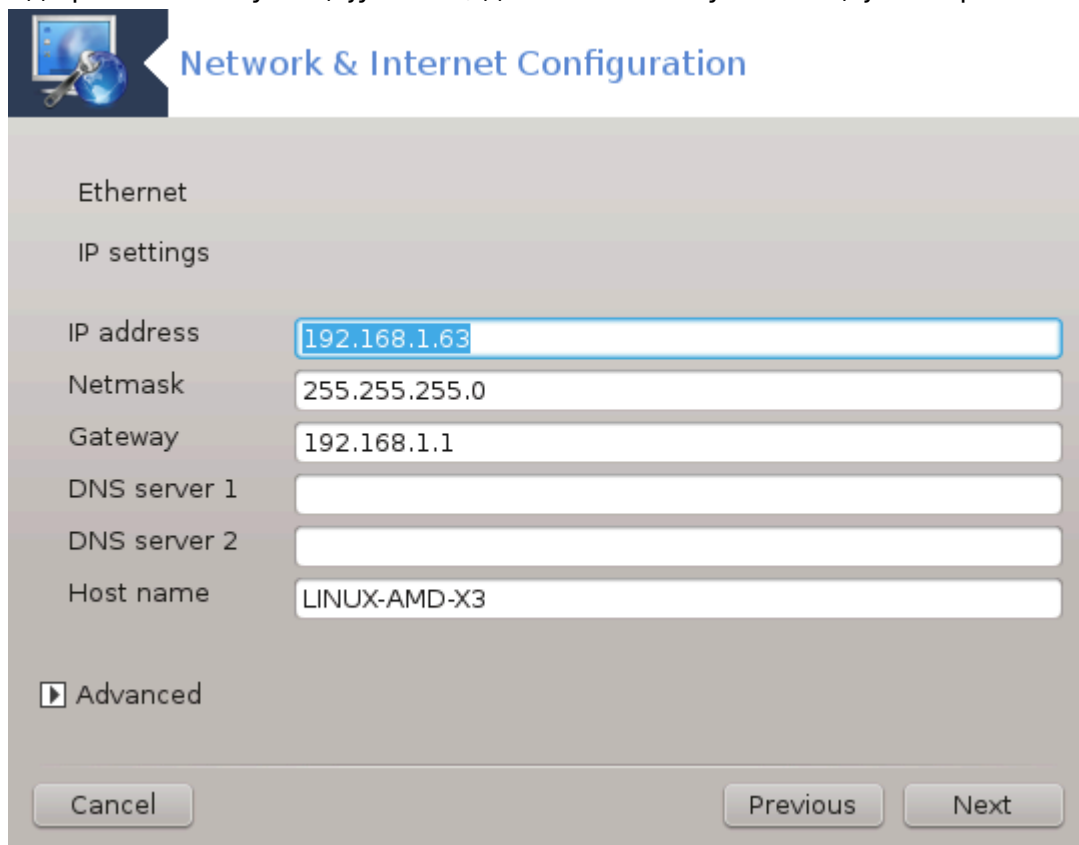 Network & Internet Configuration
Ethernet
IP settings
IP address 192.168.1.63
Netmask 255.255.255.0
Gateway 192.168.1.1
DNS server 1
DNS server 2
Host name LINUX-AMD-X3
Advanced
Cancel Previous Next